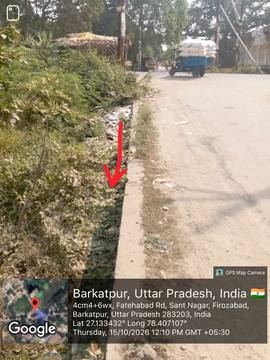 GPS Map Camera
Barkatpur, Uttar Pradesh, India 🇮🇳
4cm4+6wx, Fatehabad Rd, Sant Nagar, Firozabad,
Barkatpur, Uttar Pradesh 283203, India
Lat 27.133432° Long 78.407107°
Thursday, 15/10/2026 12:10 PM GMT +05:30
Google